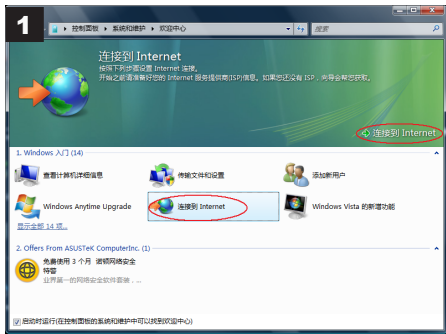 1
控制面板 ▸ 系统和维护 ▸ 欢迎中心
搜索
连接到 Internet
按照下列步骤设置 Internet 连接。
开始之前请准备好您的 Internet 服务提供商(ISP)信息。如果您还没有 ISP，向导会帮您获取。
连接到 Internet
1. Windows 入门 (14)
查看计算机详细信息
传输文件和设置
添加新用户
Windows Anytime Upgrade
连接到 Internet
Windows Vista 的新增功能
显示全部 14 项...
2. Offers From ASUSTeK ComputerInc. (1)
免费使用 3 个月 诺顿网络安全
特警
业界第一的网络安全软件套装，...
启动时运行(在控制面板的系统和维护中可以找到欢迎中心)